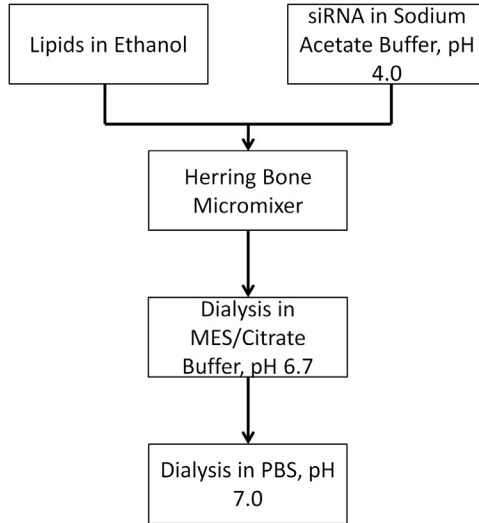 Lipids in Ethanol
siRNA in Sodium
Acetate Buffer, pH
4.0
Herring Bone
Micromixer
Dialysis in
MES/Citrate
Buffer, pH 6.7
Dialysis in PBS, pH
7.0